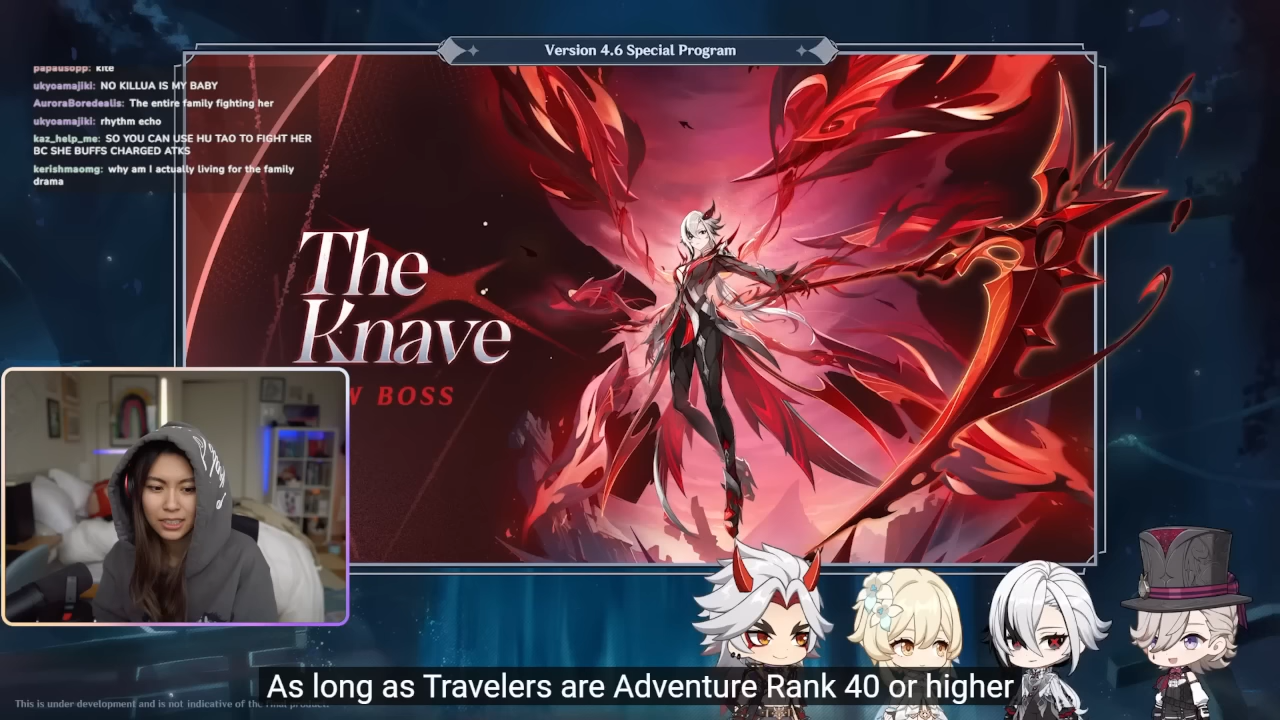 Version 4.6 Special Program
papausopp: kite
ukyoamajiki: NO KILLUA IS MY BABY
AuroraBoredealis: The entire family fighting her
ukyoamajiki: rhythm echo
kaz_help_me: SO YOU CAN USE HU TAO TO FIGHT HER
BC SHE BUFFS CHARGED ATKS
kerishmaomg: why am I actually living for the family
drama
The
Knave
W BOSS
As long as Travelers are Adventure Rank 40 or higher
This is under development and is not indicative of the final product.